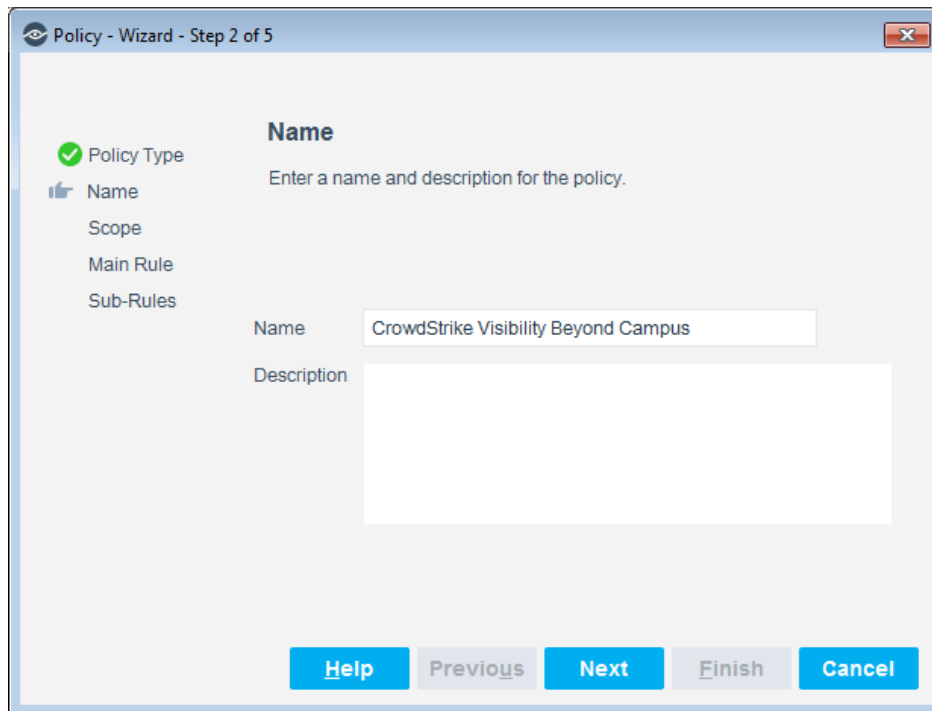 Policy - Wizard - Step 2 of 5
Policy Type
Name
Scope
Main Rule
Sub-Rules
Name
Enter a name and description for the policy.
Name CrowdStrike Visibility Beyond Campus
Description
Help Previous Next Finish Cancel